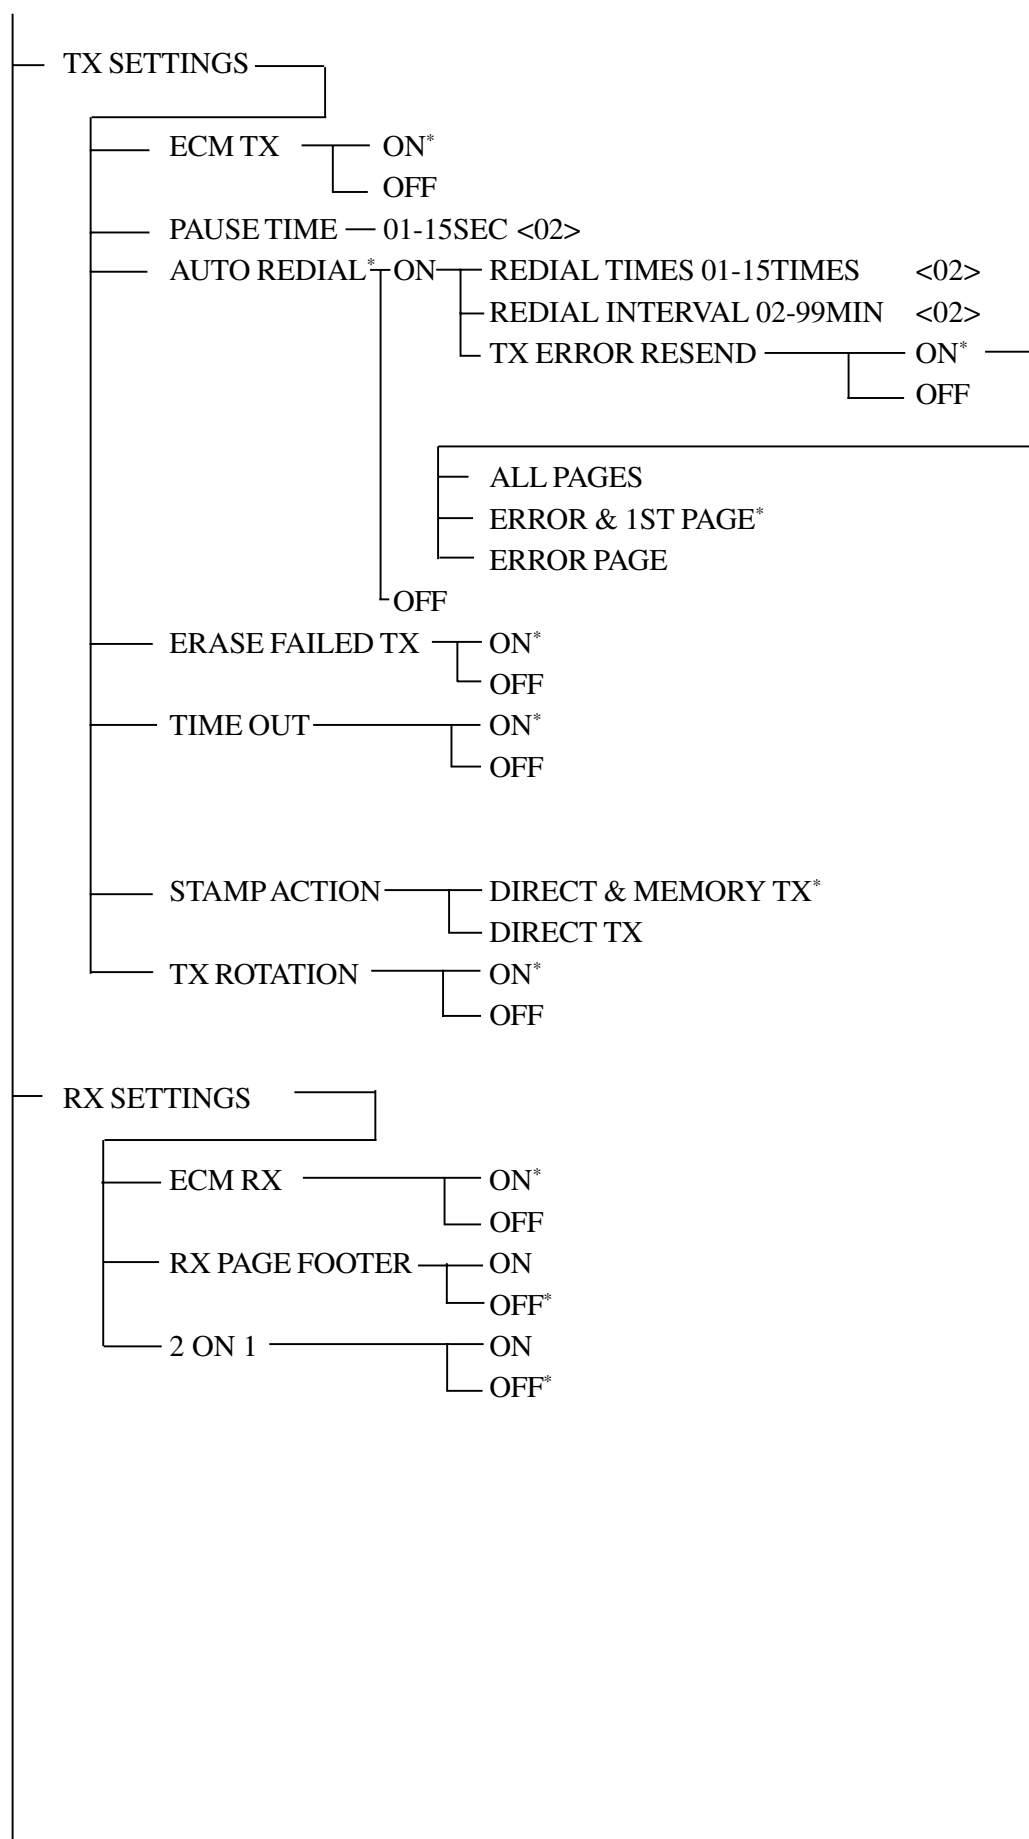 TX SETTINGS
ECM TX ON*
OFF
PAUSE TIME 01-15SEC <02>
AUTO REDIAL* ON REDIAL TIMES 01-15TIMES <02>
REDIAL INTERVAL 02-99MIN <02>
TX ERROR RESEND ON*
OFF
ALL PAGES
ERROR & 1ST PAGE*
ERROR PAGE
OFF
ERASE FAILED TX ON*
OFF
TIME OUT ON*
OFF
STAMP ACTION DIRECT & MEMORY TX*
DIRECT TX
TX ROTATION ON*
OFF
RX SETTINGS
ECM RX ON*
OFF
RX PAGE FOOTER ON
OFF*
2 ON 1 ON
OFF*